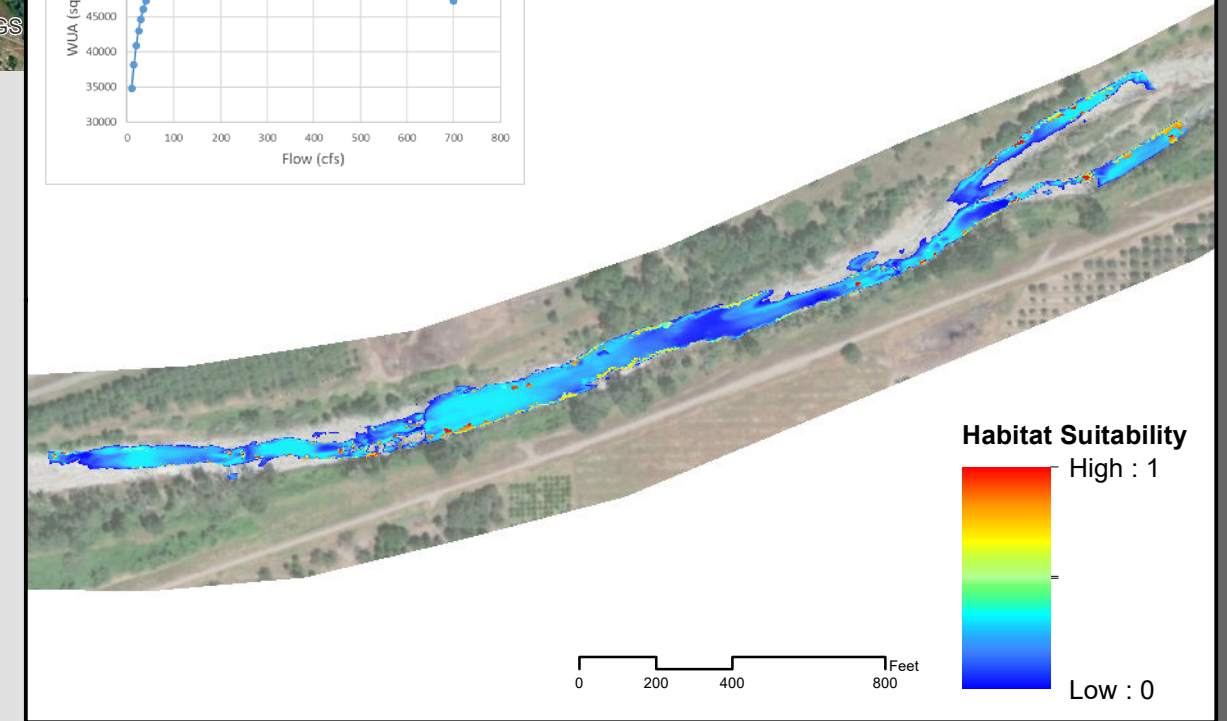 GS
WUA (sq
45000
40000
35000
30000
0 100 200 300 400 500 600 700 800
Flow (cfs)
Habitat Suitability
High : 1
Low : 0
Feet
0 200 400 800